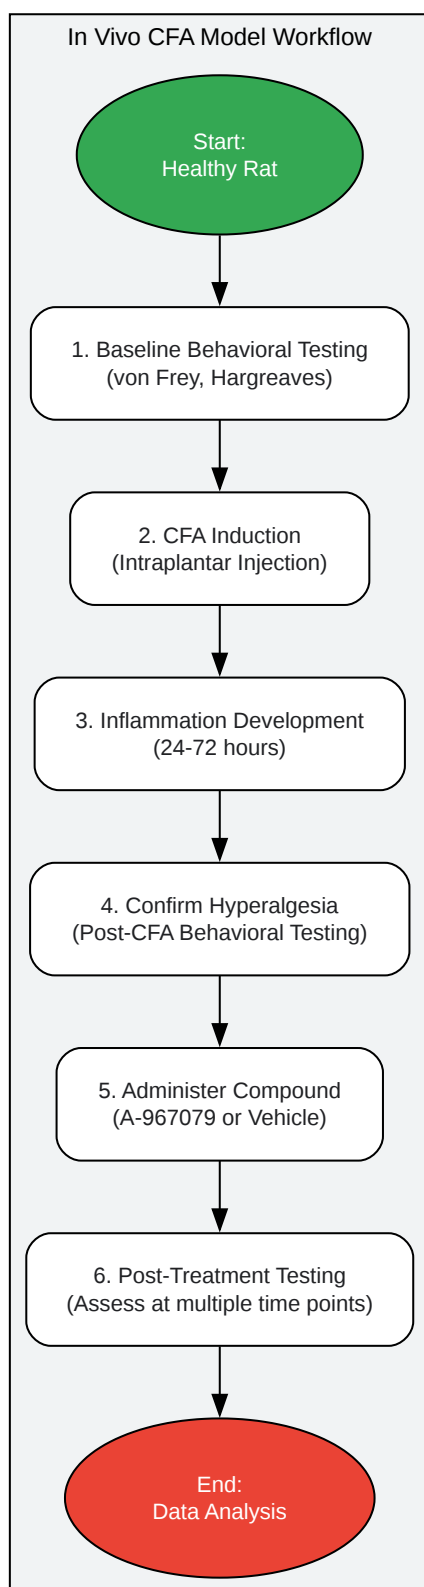 In Vivo CFA Model Workflow
Start:
Healthy Rat
1. Baseline Behavioral Testing
(von Frey, Hargreaves)
2. CFA Induction
(Intraplantar Injection)
3. Inflammation Development
(24-72 hours)
4. Confirm Hyperalgesia
(Post-CFA Behavioral Testing)
5. Administer Compound
(A-967079 or Vehicle)
6. Post-Treatment Testing
(Assess at multiple time points)
End:
Data Analysis